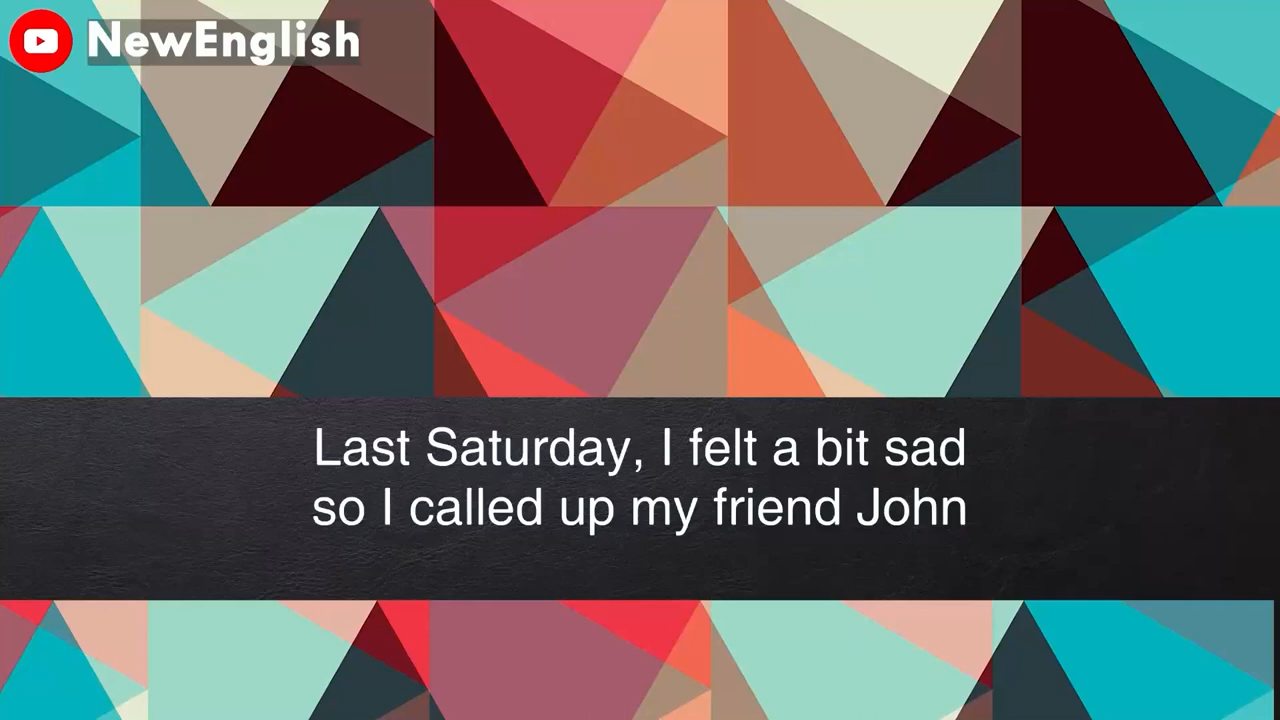 NewEnglish
Last Saturday, I felt a bit sad
so I called up my friend John